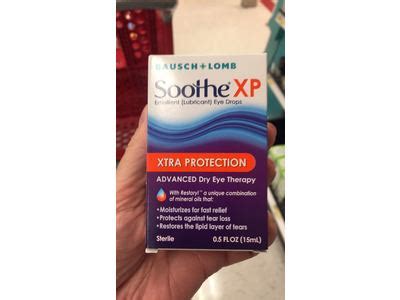 BAUSCH + LOMB
Soothe® XP
Emollient (Lubricant) Eye Drops
XTRA PROTECTION
ADVANCED Dry Eye Therapy
With Restoryl™ a unique combination
of mineral oils that:
• Moisturizes for fast relief
• Protects against tear loss
• Restores the lipid layer of tears
Sterile
0.5 FL OZ (15mL)